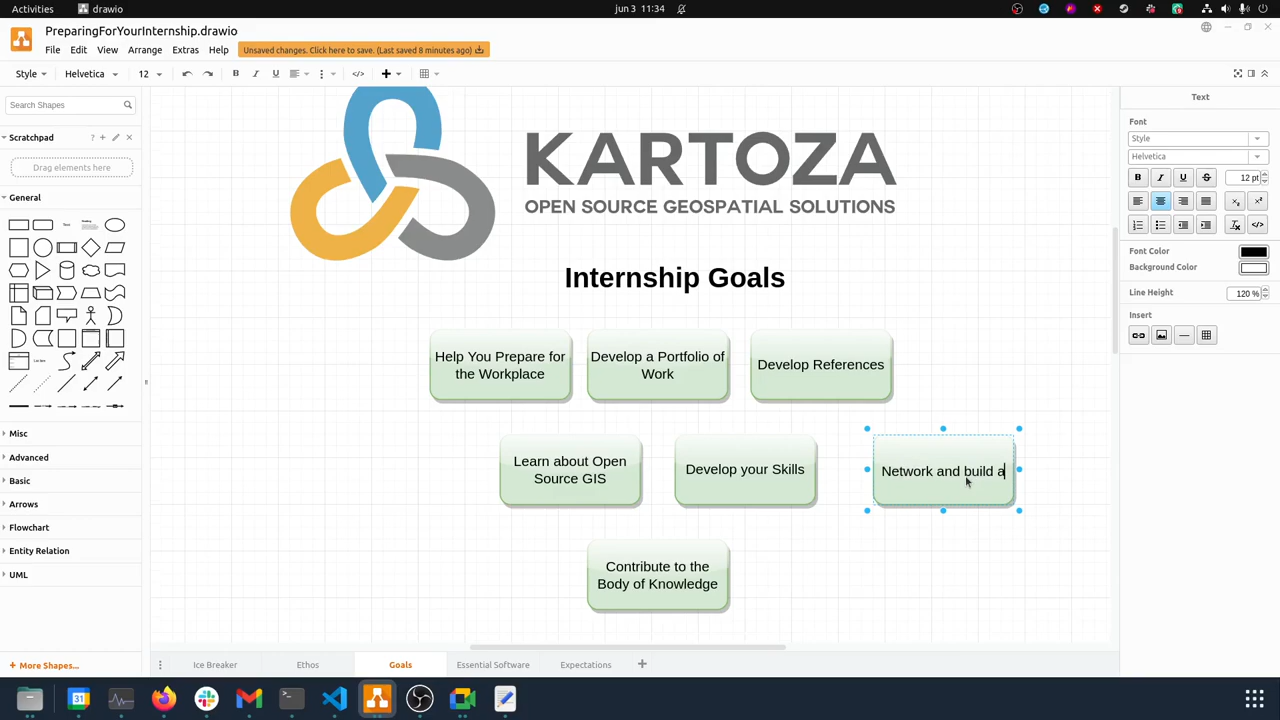 Activities
drawio
jun 3 11:34
PreparingForYourInternship.drawio
File Edit View Arrange Extras Help
Unsaved changes. Click here to save. (Last saved 8 minutes ago)
Style Helvetica 12
B I U
Search Shapes
Scratchpad
?
Drag elements here
General
Text
Heading
List Item
Misc
Advanced
Basic
Arrows
Flowchart
Entity Relation
UML
+ More Shapes...
KARTOZA
OPEN SOURCE GEOSPATIAL SOLUTIONS
Internship Goals
Help You Prepare for
the Workplace
Develop a Portfolio of
Work
Develop References
Learn about Open
Source GIS
Develop your Skills
Network and build a
Contribute to the
Body of Knowledge
Ice Breaker
Ethos
Goals
Essential Software
Expectations
Text
Font
Style
Helvetica
B I U S
12 pt
Font Color
Background Color
Line Height
120 %
Insert
31